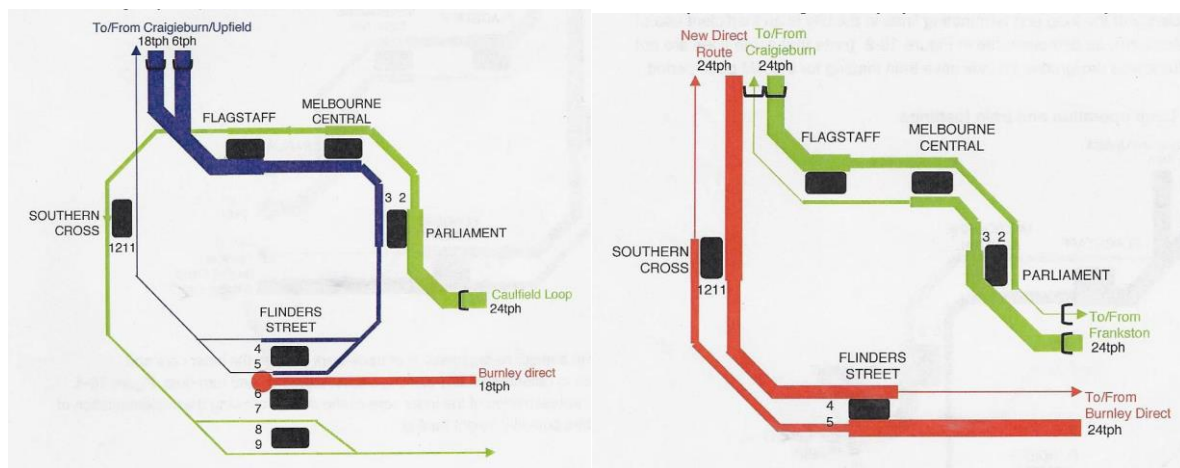 To/From Craigieburn/Upfield
18tph 6tph
FLAGSTAFF
MELBOURNE
CENTRAL
3 2
SOUTHERN
CROSS
1211
PARLIAMENT
Caulfield Loop
24tph
FLINDERS
STREET
4
5
Burnley direct
18tph
6
7
8
9
New Direct
Route
24tph
To/From
Craigieburn
24tph
FLAGSTAFF
MELBOURNE
CENTRAL
3 2
SOUTHERN
CROSS
1211
PARLIAMENT
To/From
Frankston
24tph
FLINDERS
STREET
4
5
To/From
Burnley Direct
24tph